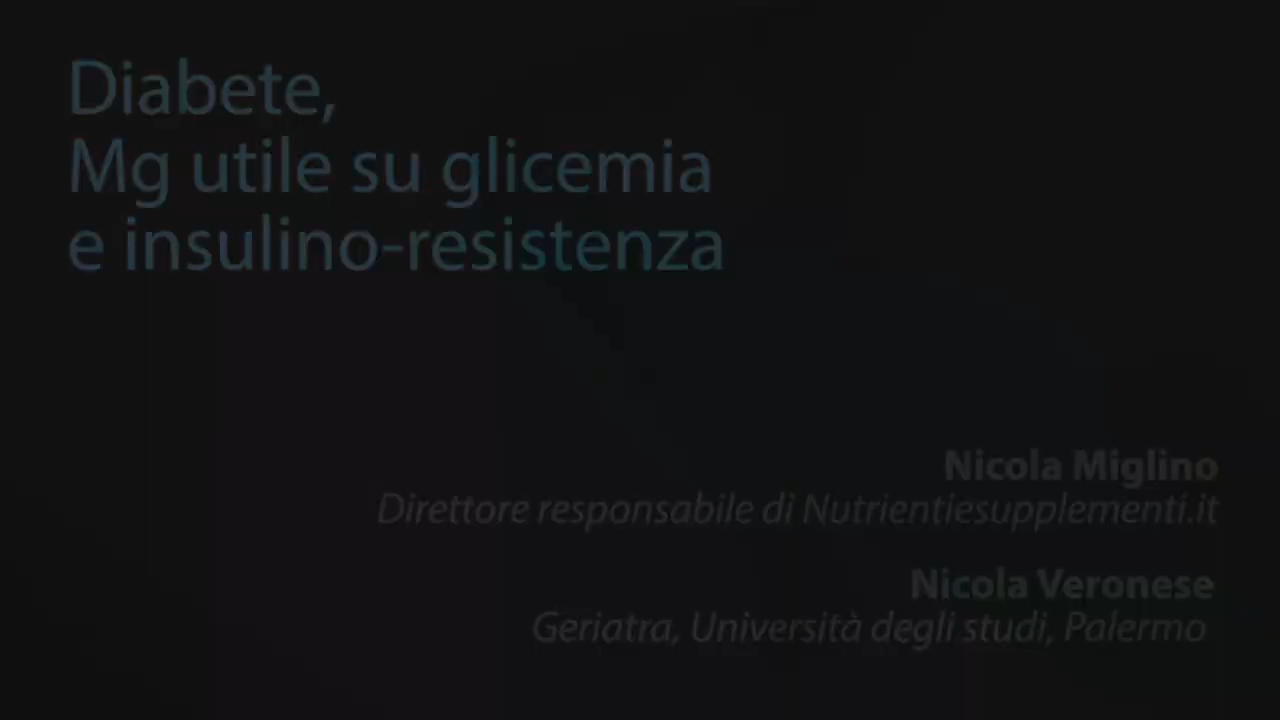 Diabete,
Mg utile su glicemia
e insulino-resistenza
Nicola Miglino
Direttore responsabile di Nutrientiesupplementi.it
Nicola Veronese
Geriatra, Università degli studi, Palermo